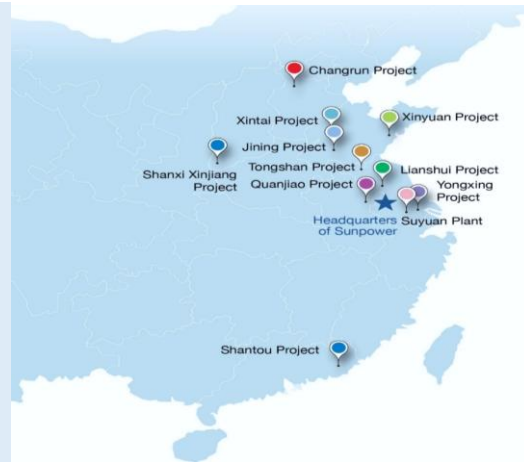 Changrun Project
Xintai Project
Xinyuan Project
Jining Project
Tongshan Project
Lianshui Project
Shanxi Xinjiang
Project
Quanjiao Project
Yongxing
Project
Headquarters
of Sunpower
Suyuan Plant
Shantou Project